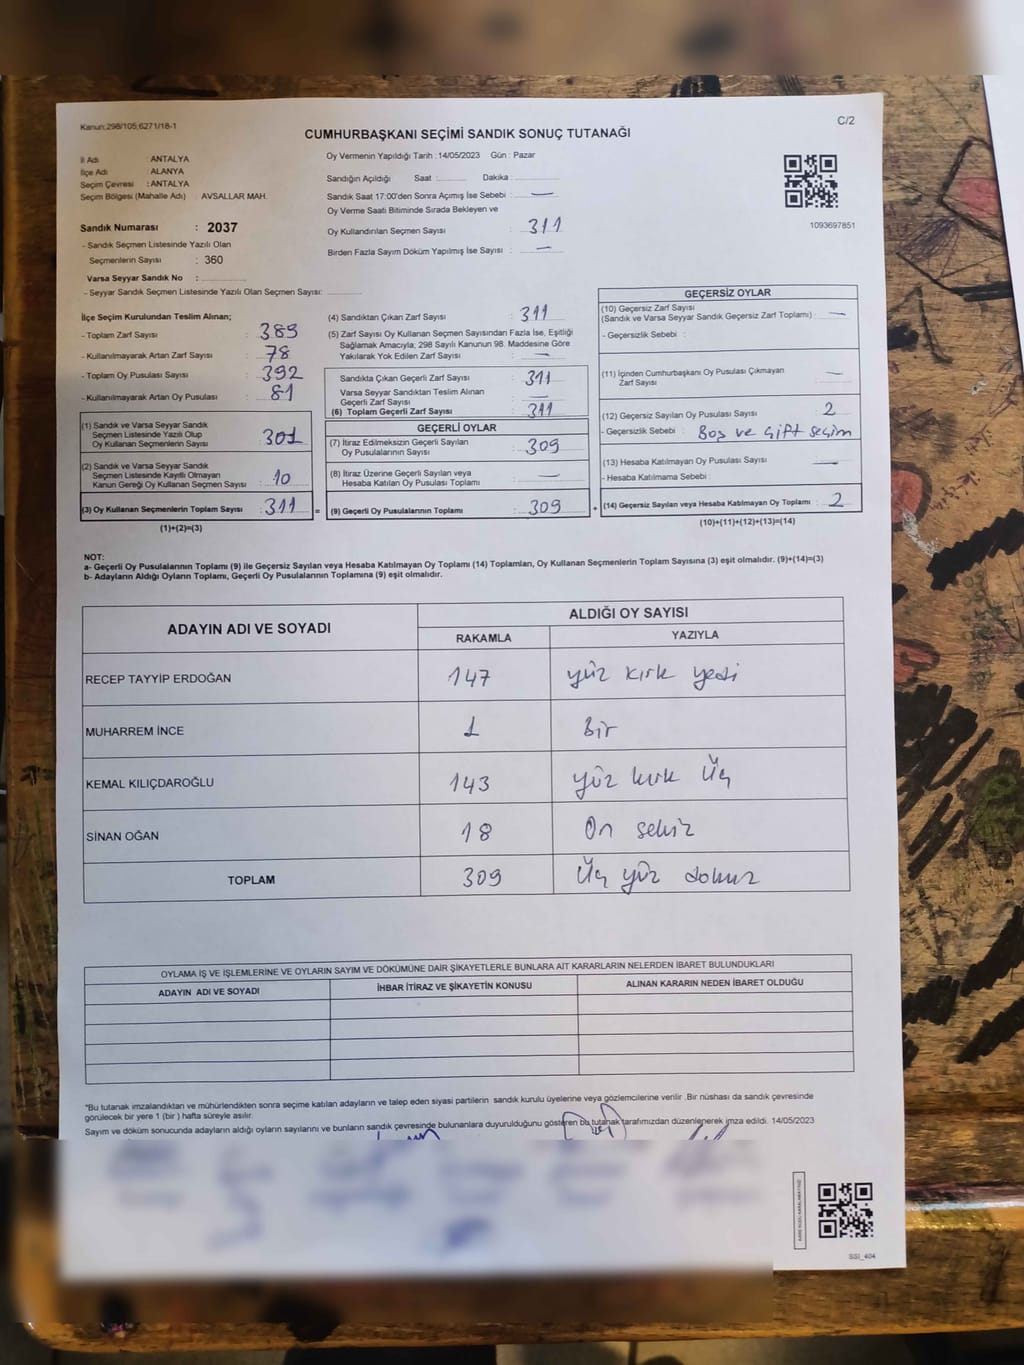 Kanun:298/105;6271/18-1
C/2
CUMHURBAŞKANI SEÇİMİ SANDIK SONUÇ TUTANAĞI
İl Adı : ANTALYA
İlçe Adı : ALANYA
Seçim Çevresi : ANTALYA
Seçim Bölgesi (Mahalle Adı) AVSALLAR MAH.
Sandık Numarası : 2037
- Sandık Seçmen Listesinde Yazılı Olan
Seçmenlerin Sayısı : 360
Varsa Seyyar Sandık No :
- Seyyar Sandık Seçmen Listesinde Yazılı Olan Seçmen Sayısı:
Oy Vermenin Yapıldığı Tarih :14/05/2023 Gün : Pazar
Sandığın Açıldığı Saat : Dakika :
Sandık Saat 17:00'den Sonra Açımış İse Sebebi : —
Oy Verme Saati Bitiminde Sırada Bekleyen ve
Oy Kullandırılan Seçmen Sayısı : 311
Birden Fazla Sayım Döküm Yapılmış İse Sayısı : —
1093697851
İlçe Seçim Kurulundan Teslim Alınan;
- Toplam Zarf Sayısı : 389
- Kullanılmayarak Artan Zarf Sayısı : 78
- Toplam Oy Pusulası Sayısı : 392
- Kullanılmayarak Artan Oy Pusulası : 81
(1) Sandık ve Varsa Seyyar Sandık
Seçmen Listesinde Yazılı Olup
Oy Kullanan Seçmenlerin Sayısı : 301
(2) Sandık ve Varsa Seyyar Sandık
Seçmen Listesinde Kayıtlı Olmayan
Kanun Gereği Oy Kullanan Seçmen Sayısı : 10
(3) Oy Kullanan Seçmenlerin Toplam Sayısı : 311
(1)+(2)=(3)
(4) Sandıktan Çıkan Zarf Sayısı : 311
(5) Zarf Sayısı Oy Kullanan Seçmen Sayısından Fazla İse, Eşitliği
Sağlamak Amacıyla; 298 Sayılı Kanunun 98. Maddesine Göre
Yakılarak Yok Edilen Zarf Sayısı : —
Sandıkta Çıkan Geçerli Zarf Sayısı : 311
Varsa Seyyar Sandıktan Teslim Alınan
Geçerli Zarf Sayısı : —
(6) Toplam Geçerli Zarf Sayısı : 311
GEÇERLİ OYLAR
(7) İtiraz Edilmeksizin Geçerli Sayılan
Oy Pusulalarının Sayısı : 309
(8) İtiraz Üzerine Geçerli Sayılan veya
Hesaba Katılan Oy Pusulası Toplamı : —
= (9) Geçerli Oy Pusulalarının Toplamı : 309 +
GEÇERSİZ OYLAR
(10) Geçersiz Zarf Sayısı
(Sandık ve Varsa Seyyar Sandık Geçersiz Zarf Toplamı) : —
- Geçersizlik Sebebi :
(11) İçinden Cumhurbaşkanı Oy Pusulası Çıkmayan
Zarf Sayısı : —
(12) Geçersiz Sayılan Oy Pusulası Sayısı : 2
- Geçersizlik Sebebi : Boş ve Çift seçim
(13) Hesaba Katılmayan Oy Pusulası Sayısı : —
- Hesaba Katılmama Sebebi :
(14) Geçersiz Sayılan veya Hesaba Katılmayan Oy Toplamı : 2
(10)+(11)+(12)+(13)=(14)
NOT:
a- Geçerli Oy Pusulalarının Toplamı (9) ile Geçersiz Sayılan veya Hesaba Katılmayan Oy Toplamı (14) Toplamları, Oy Kullanan Seçmenlerin Toplam Sayısına (3) eşit olmalıdır. (9)+(14)=(3)
b- Adayların Aldığı Oyların Toplamı, Geçerli Oy Pusulalarının Toplamına (9) eşit olmalıdır.
ADAYIN ADI VE SOYADI ALDIĞI OY SAYISI
RAKAMLA YAZIYLA
RECEP TAYYİP ERDOĞAN 147 yüz kırk yedi
MUHARREM İNCE 1 Bir
KEMAL KILIÇDAROĞLU 143 yüz kırk Üç
SİNAN OĞAN 18 On sekiz
TOPLAM 309 Üç yüz dokuz
OYLAMA İŞ VE İŞLEMLERİNE VE OYLARIN SAYIM VE DÖKÜMÜNE DAİR ŞİKAYETLERLE BUNLARA AİT KARARLARIN NELERDEN İBARET BULUNDUKLARI
ADAYIN ADI VE SOYADI İHBAR İTİRAZ VE ŞİKAYETİN KONUSU ALINAN KARARIN NEDEN İBARET OLDUĞU
*Bu tutanak imzalandıktan ve mühürlendikten sonra seçime katılan adayların ve talep eden siyasi partilerin sandık kurulu üyelerine veya gözlemcilerine verilir .Bir nüshası da sandık çevresinde
görülecek bir yere 1 (bir ) hafta süreyle asılır.
Sayım ve döküm sonucunda adayların aldığı oyların sayılarını ve bunların sandık çevresinde bulunanlara duyurulduğunu gösteren bu tutanak tarafımızdan düzenlenerek imza edildi. 14/05/2023
SSI_404